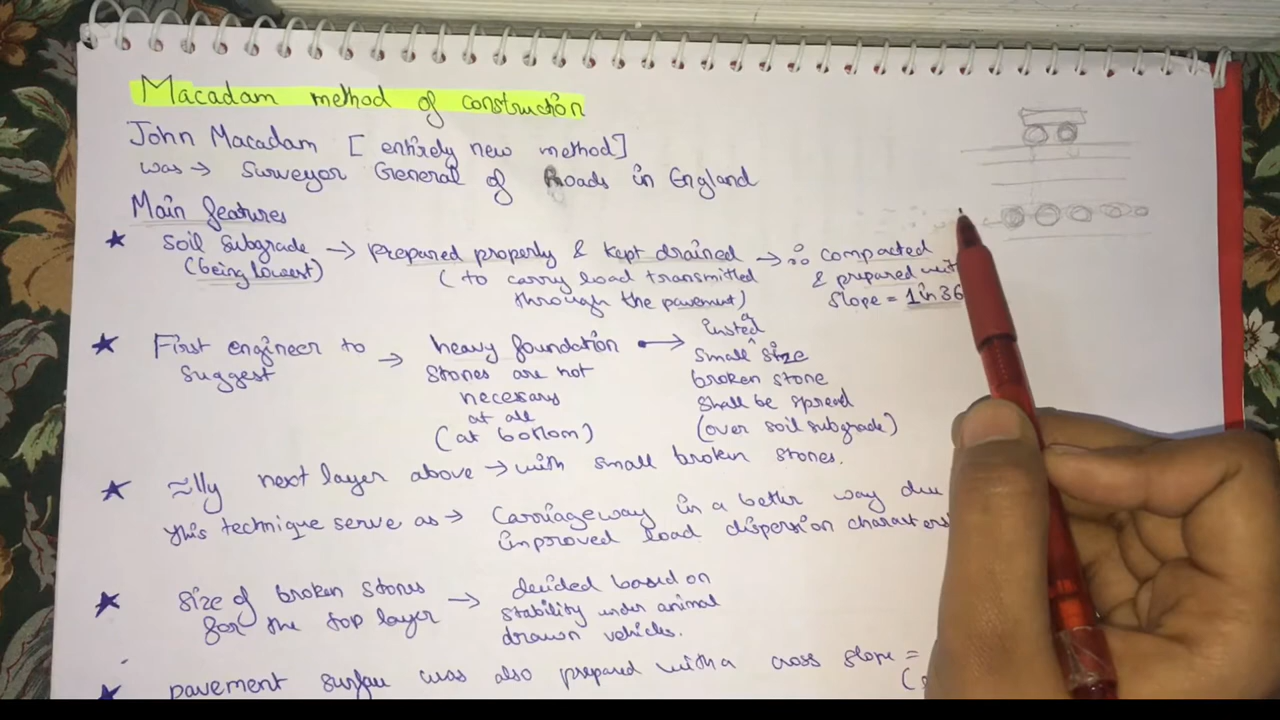 Macadam method of construction
John Macadam [ entirely new method]
was → Surveyor General of Roads in England
Main features
★ Soil subgrade → prepared properly & kept drained → ∴ compacted
(being lowest) ( to carry load transmitted & prepared with
through the pavement) slope = 1 in 36
★ First engineer to → heavy foundation •→ Insted of
suggest stones are not small size
necessary broken stone
at all shall be spread
(at bottom) (over soil subgrade)
★ ≈lly next layer above → with small broken stones.
This technique serve as → Carriageway in a better way due
improved load dispersion
★ Size of broken stones → decided based on
for the top layer stability under animal
drawn vehicles.
★ pavement surface was also prepared with a cross slope =